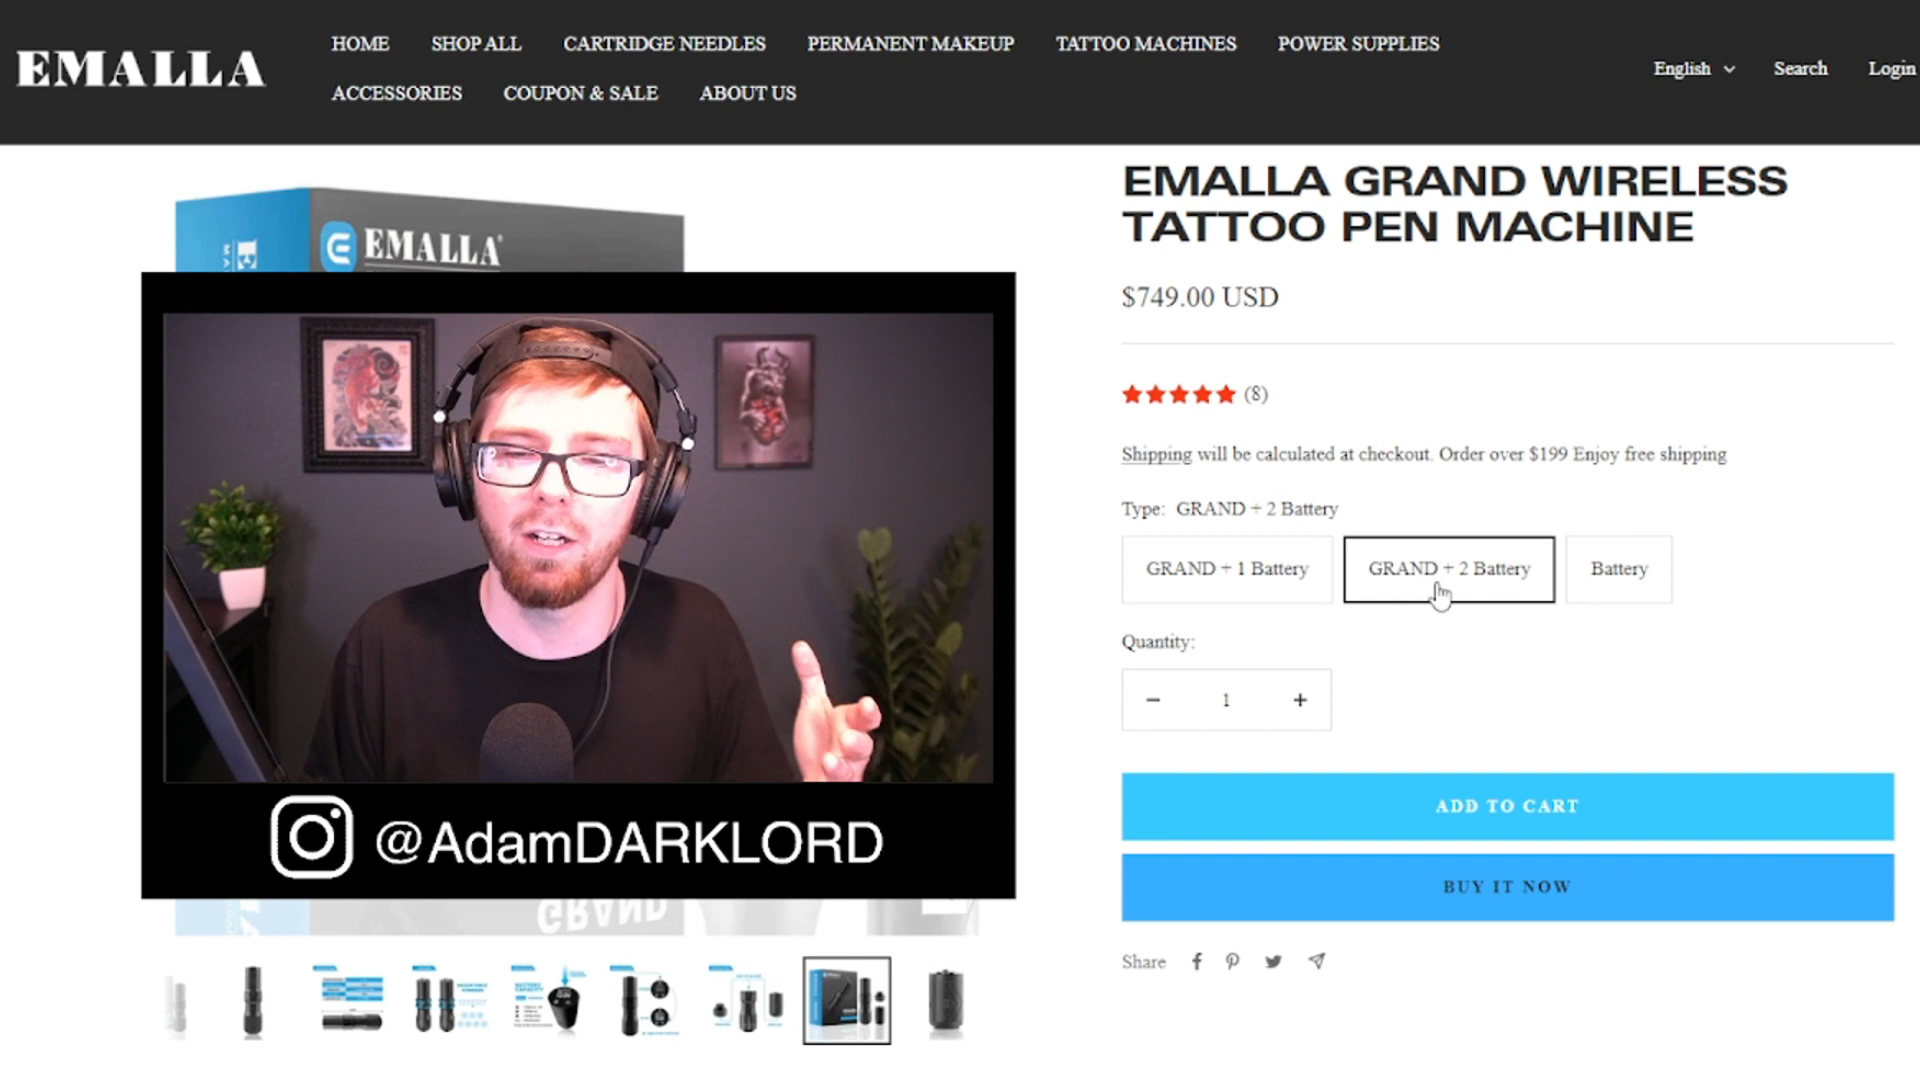 EMALLA
HOME SHOP ALL CARTRIDGE NEEDLES PERMANENT MAKEUP TATTOO MACHINES POWER SUPPLIES
ACCESSORIES COUPON & SALE ABOUT US
English Search Login
EMALLA
@AdamDARKLORD
GRAND
EMALLA GRAND WIRELESS
TATTOO PEN MACHINE
$749.00 USD
(8)
Shipping will be calculated at checkout. Order over $199 Enjoy free shipping
Type: GRAND + 2 Battery
GRAND + 1 Battery GRAND + 2 Battery Battery
Quantity:
− 1 +
ADD TO CART
BUY IT NOW
Share